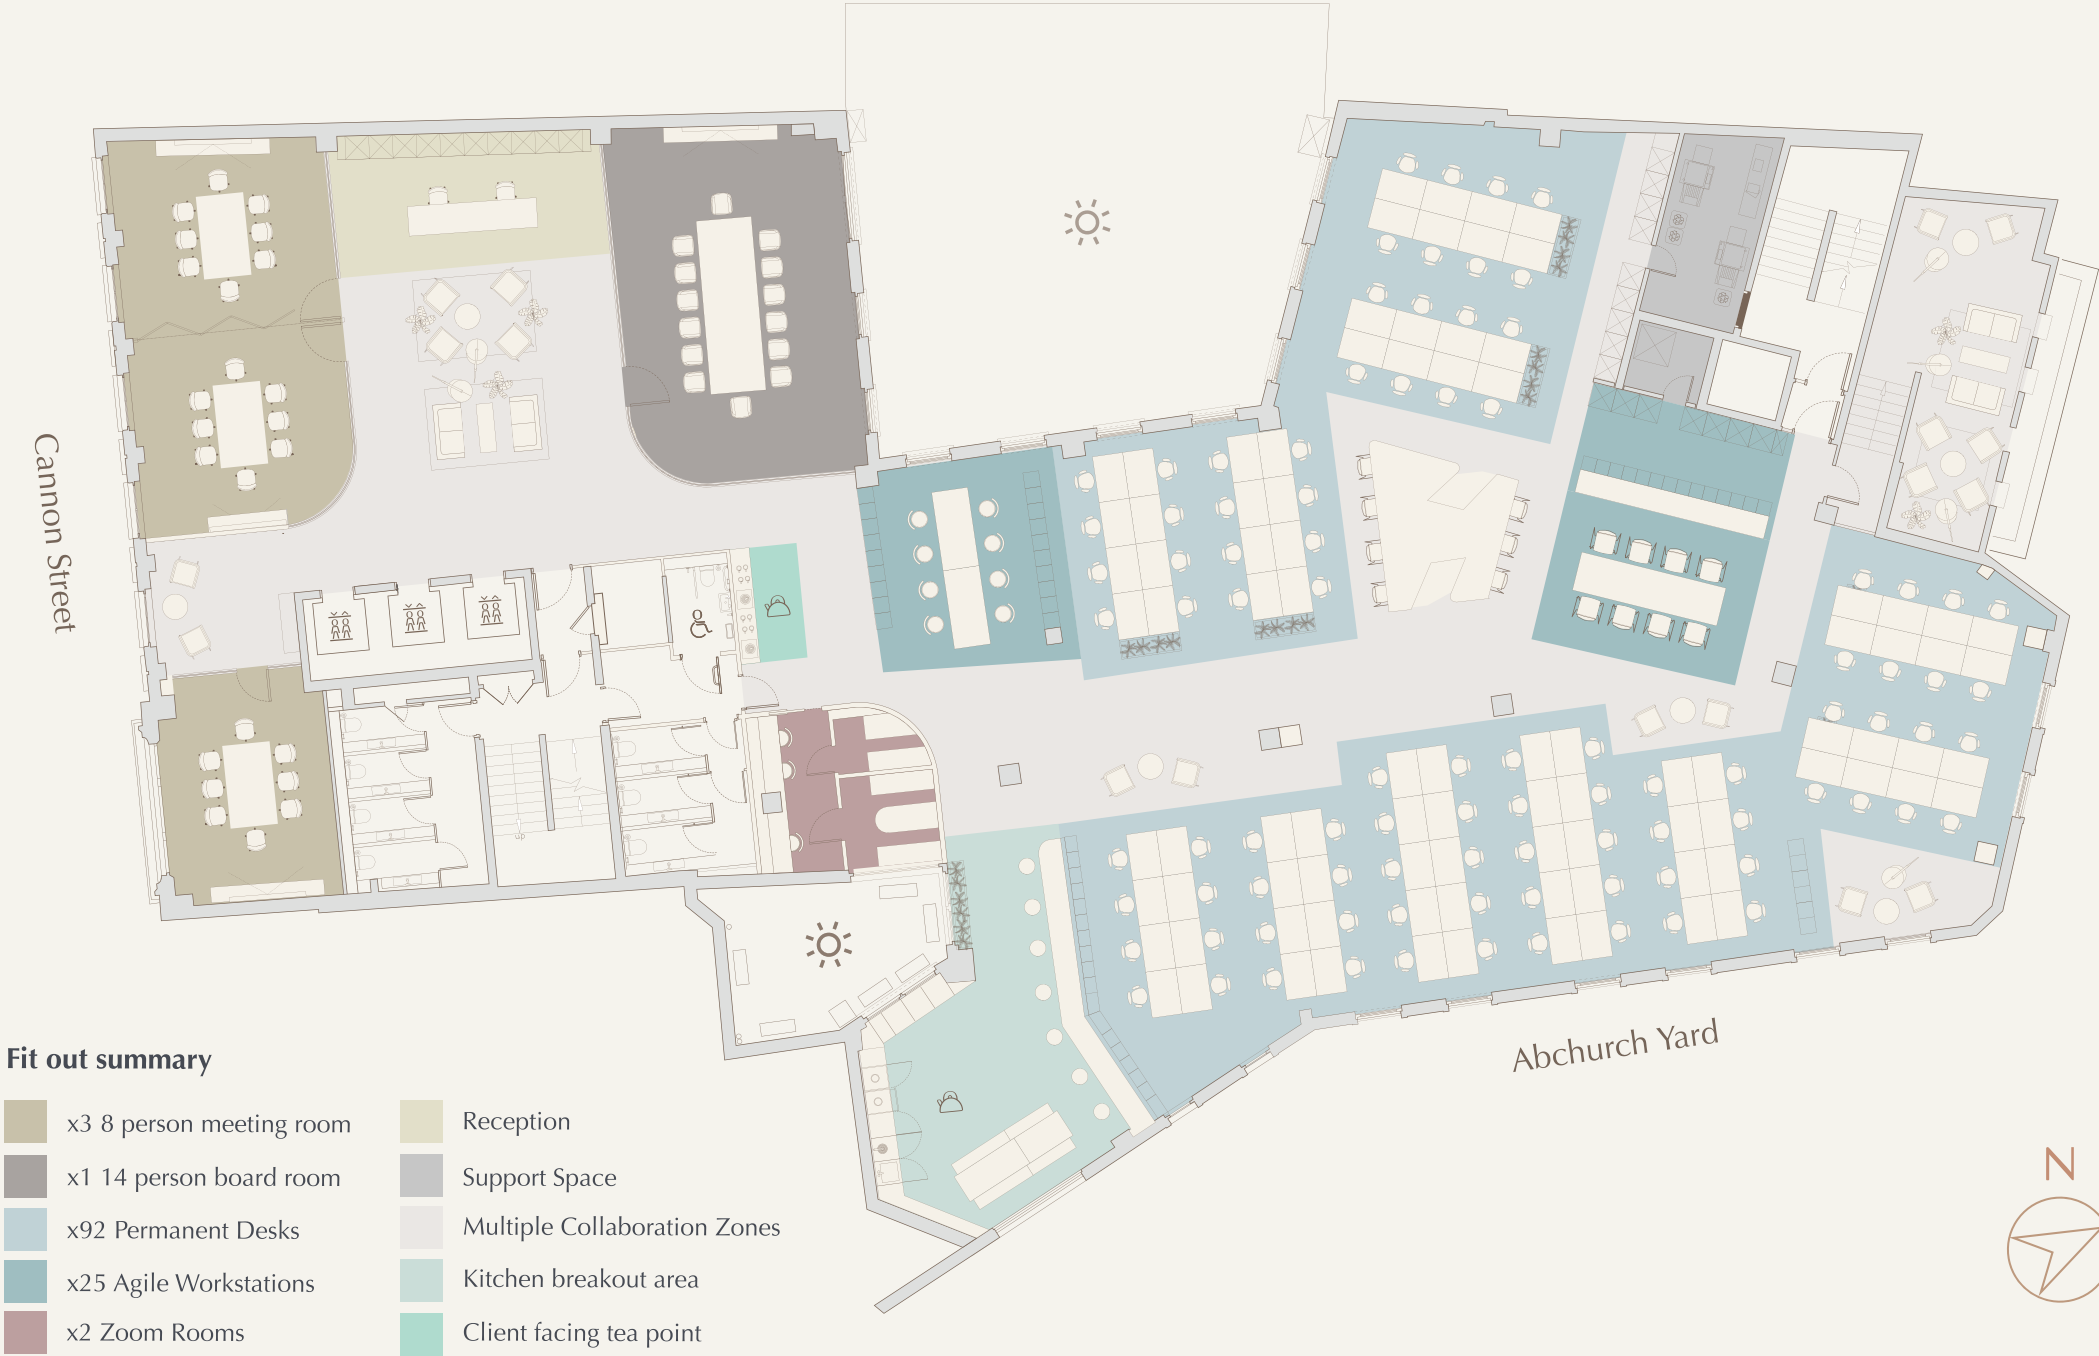 Cannon Street
up
Abchurch Yard
Fit out summary
x3 8 person meeting room
x1 14 person board room
x92 Permanent Desks
x25 Agile Workstations
x2 Zoom Rooms
Reception
Support Space
Multiple Collaboration Zones
Kitchen breakout area
Client facing tea point
N